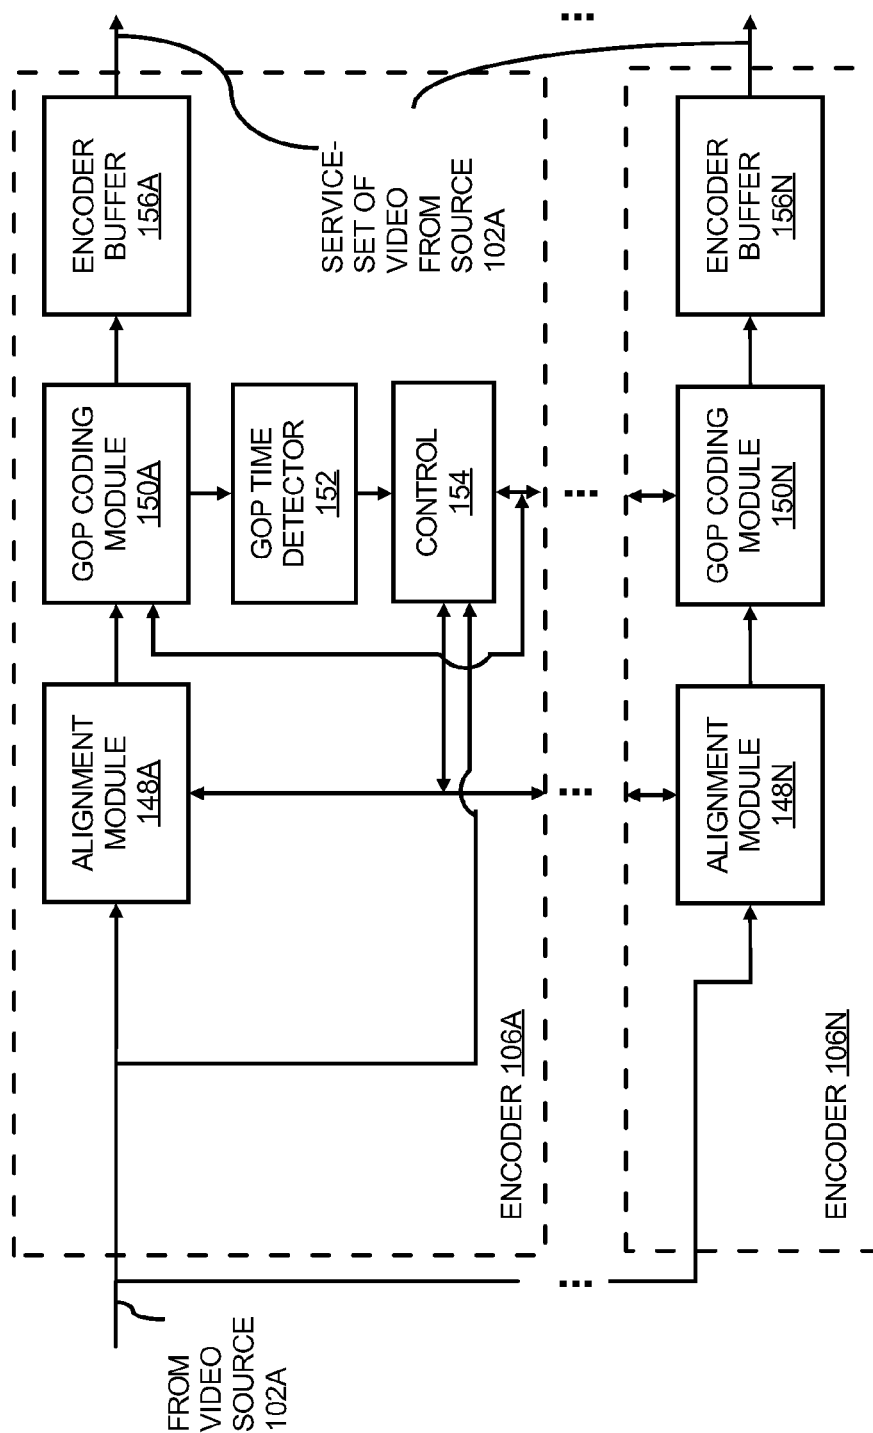 FROM
VIDEO
SOURCE
102A
ENCODER 106A
ALIGNMENT
MODULE
148A
GOP CODING
MODULE
150A
GOP TIME
DETECTOR
152
CONTROL
154
ENCODER
BUFFER
156A
SERVICE-
SET OF
VIDEO
FROM
SOURCE
102A
...
...
...
...
ENCODER 106N
ALIGNMENT
MODULE
148N
GOP CODING
MODULE
150N
ENCODER
BUFFER
156N